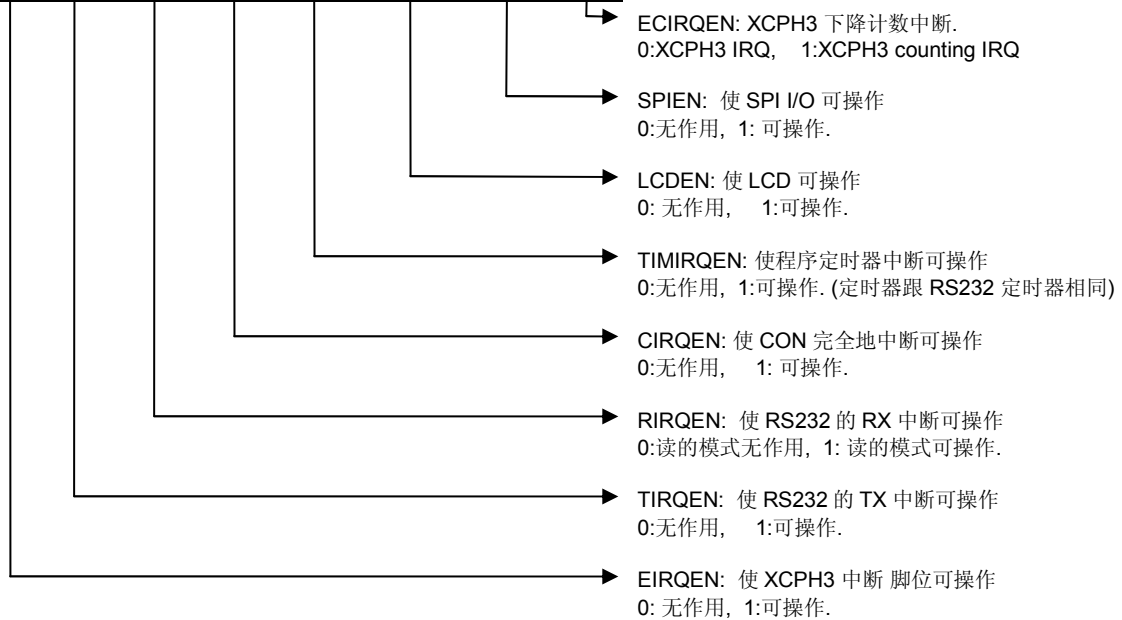 ECIRQEN: XCPH3 下降计数中断.
0:XCPH3 IRQ, 1:XCPH3 counting IRQ
SPIEN: 使 SPI I/O 可操作
0:无作用, 1: 可操作.
LCDEN: 使 LCD 可操作
0: 无作用, 1:可操作.
TIMIRQEN: 使程序定时器中断可操作
0:无作用, 1:可操作. (定时器跟 RS232 定时器相同)
CIRQEN: 使 CON 完全地中断可操作
0:无作用, 1: 可操作.
RIRQEN: 使 RS232 的 RX 中断可操作
0:读的模式无作用, 1: 读的模式可操作.
TIRQEN: 使 RS232 的 TX 中断可操作
0:无作用, 1:可操作.
EIRQEN: 使 XCPH3 中断 脚位可操作
0: 无作用, 1:可操作.